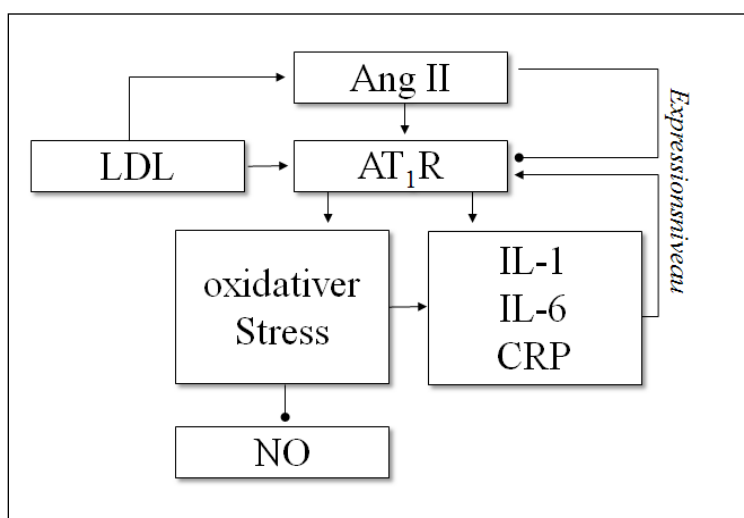 Ang II
LDL
AT₁R
Expressionsniveau
oxidativer
Stress
IL-1
IL-6
CRP
NO